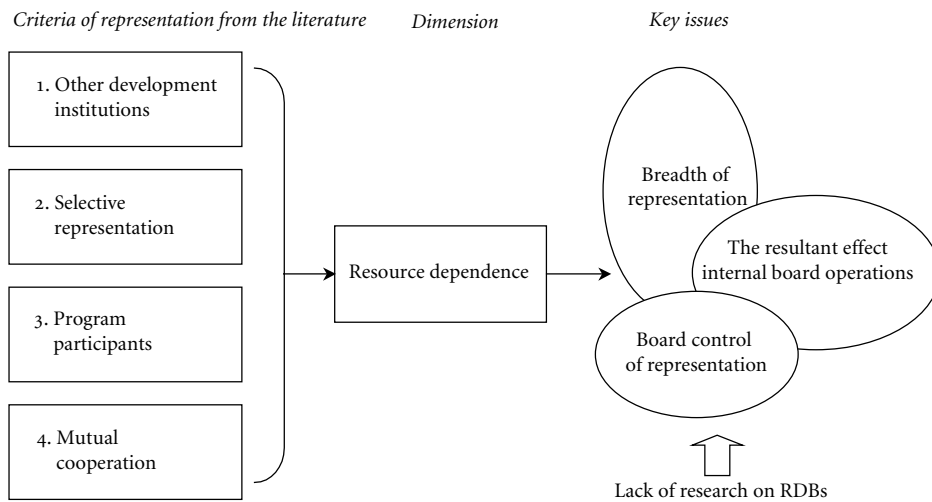 Criteria of representation from the literature
Dimension
Key issues
1. Other development
institutions
2. Selective
representation
3. Program
participants
4. Mutual
cooperation
Resource dependence
Breadth of
representation
The resultant effect
internal board operations
Board control
of representation
Lack of research on RDBs